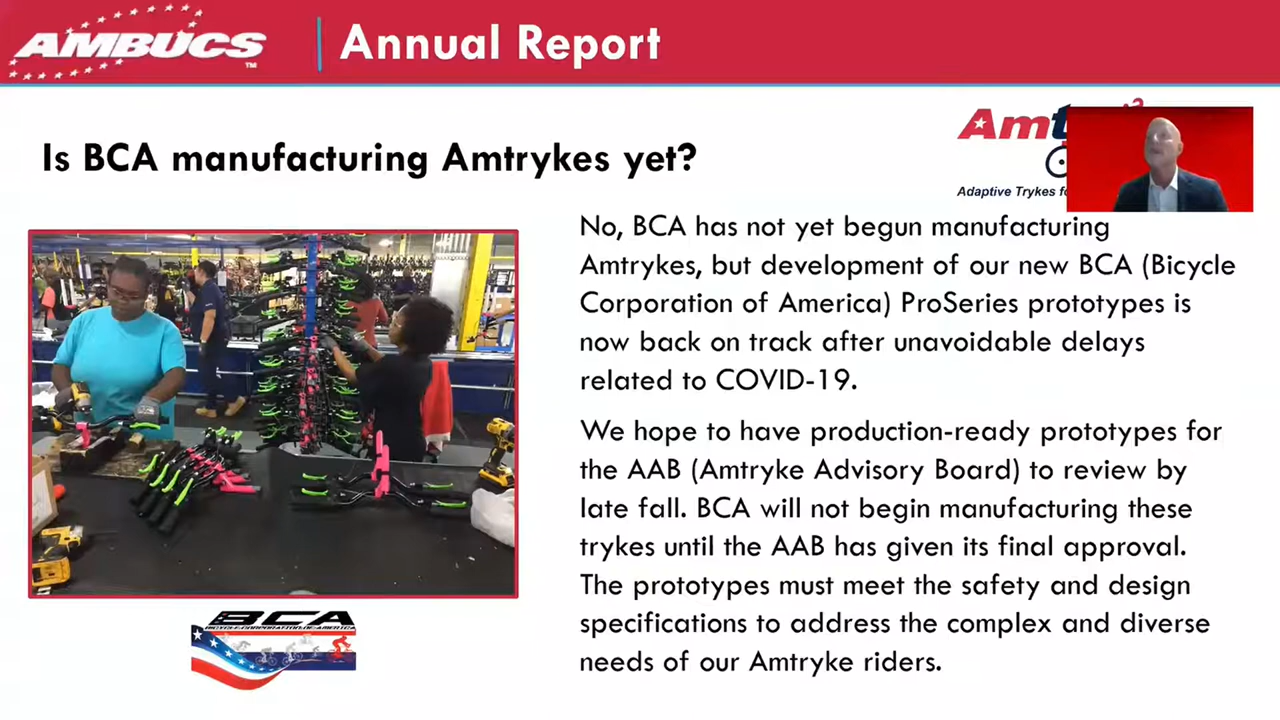 AMBUCS
TM
Annual Report
Is BCA manufacturing Amtrykes yet?
Adaptive Trykes
No, BCA has not yet begun manufacturing
Amtrykes, but development of our new BCA (Bicycle
Corporation of America) ProSeries prototypes is
now back on track after unavoidable delays
related to COVID-19.
We hope to have production-ready prototypes for
the AAB (Amtryke Advisory Board) to review by
late fall. BCA will not begin manufacturing these
trykes until the AAB has given its final approval.
The prototypes must meet the safety and design
specifications to address the complex and diverse
needs of our Amtryke riders.
BCA
BICYCLE CORPORATION OF AMERICA